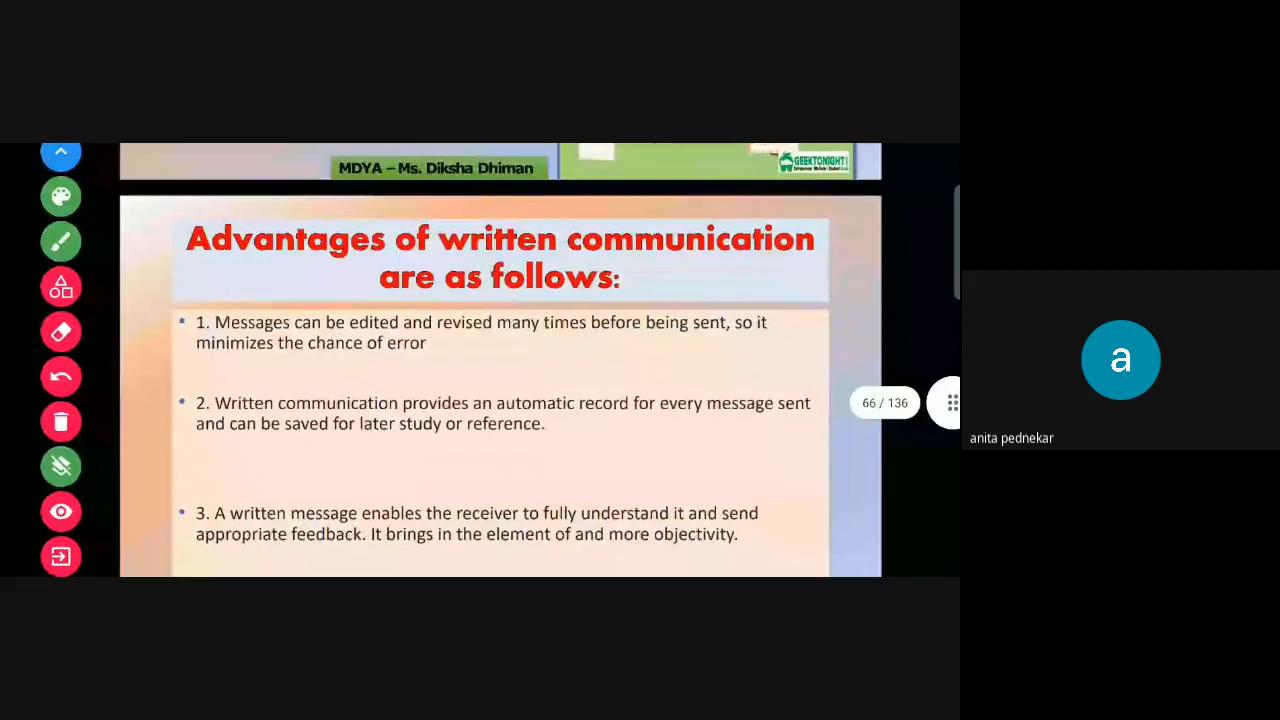 MDYA – Ms. Diksha Dhiman
GEEKTONIGHT
Advantages of written communication
are as follows:
• 1. Messages can be edited and revised many times before being sent, so it
minimizes the chance of error
• 2. Written communication provides an automatic record for every message sent
and can be saved for later study or reference.
• 3. A written message enables the receiver to fully understand it and send
appropriate feedback. It brings in the element of and more objectivity.
66 / 136
a
anita pednekar